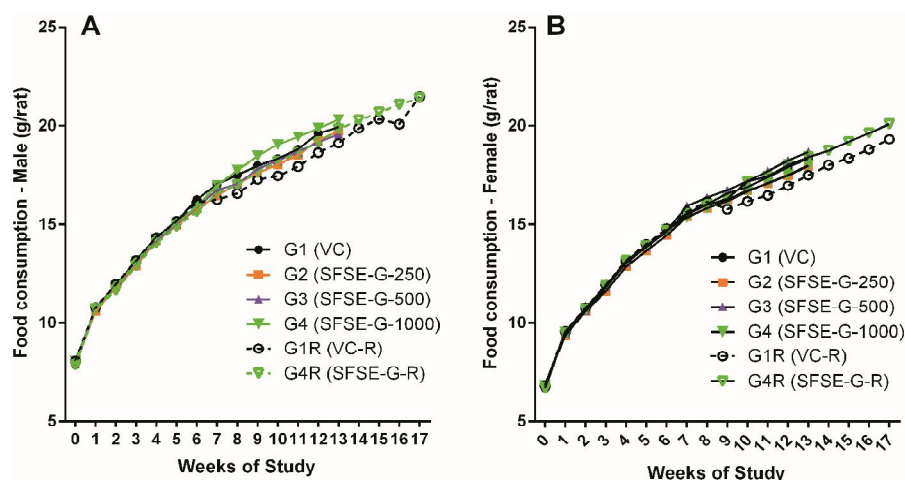 A
Food consumption - Male (g/rat)
25
20
15
10
5
G1 (VC)
G2 (SFSE-G-250)
G3 (SFSE-G-500)
G4 (SFSE-G-1000)
G1R (VC-R)
G4R (SFSE-G-R)
0 1 2 3 4 5 6 7 8 9 10 11 12 13 14 15 16 17
Weeks of Study
B
Food consumption - Female (g/rat)
25
20
15
10
5
G1 (VC)
G2 (SFSE-G-250)
G3 (SFSE-G-500)
G4 (SFSE-G-1000)
G1R (VC-R)
G4R (SFSE-G-R)
0 1 2 3 4 5 6 7 8 9 10 11 12 13 14 15 16 17
Weeks of Study